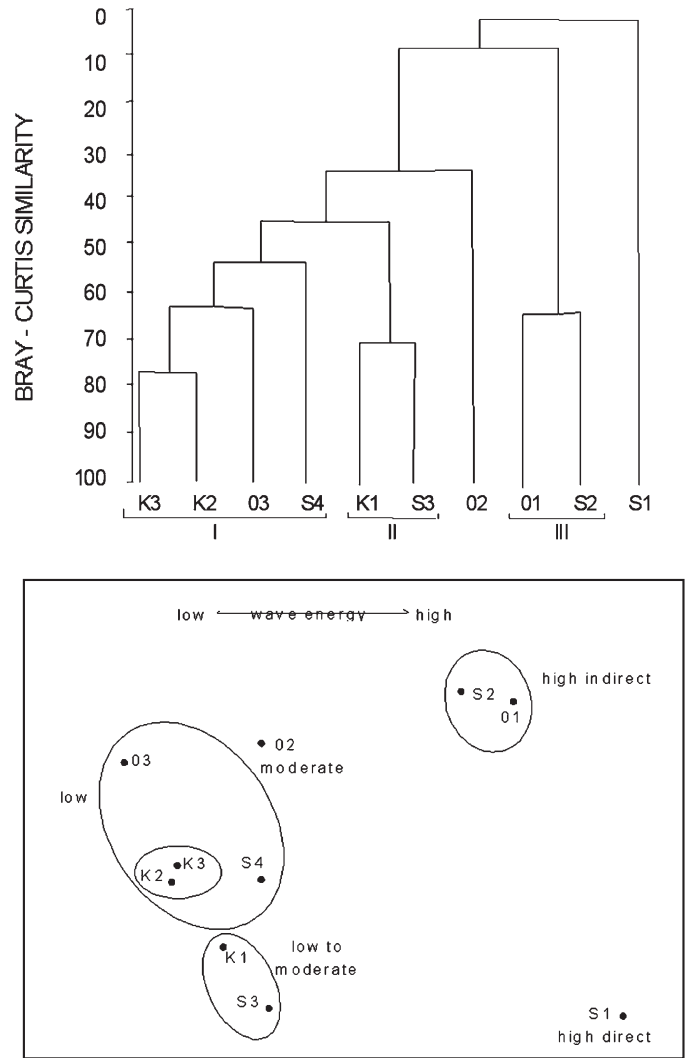 BRAY - CURTIS SIMILARITY
0
10
20
30
40
50
60
70
80
90
100
K3 K2 03 S4 K1 S3 02 01 S2 S1
I II III
low wave energy high
high indirect
S2
01
03
02
moderate
low
K3
K2
S4
K1
low to
moderate
S3
S1
high direct